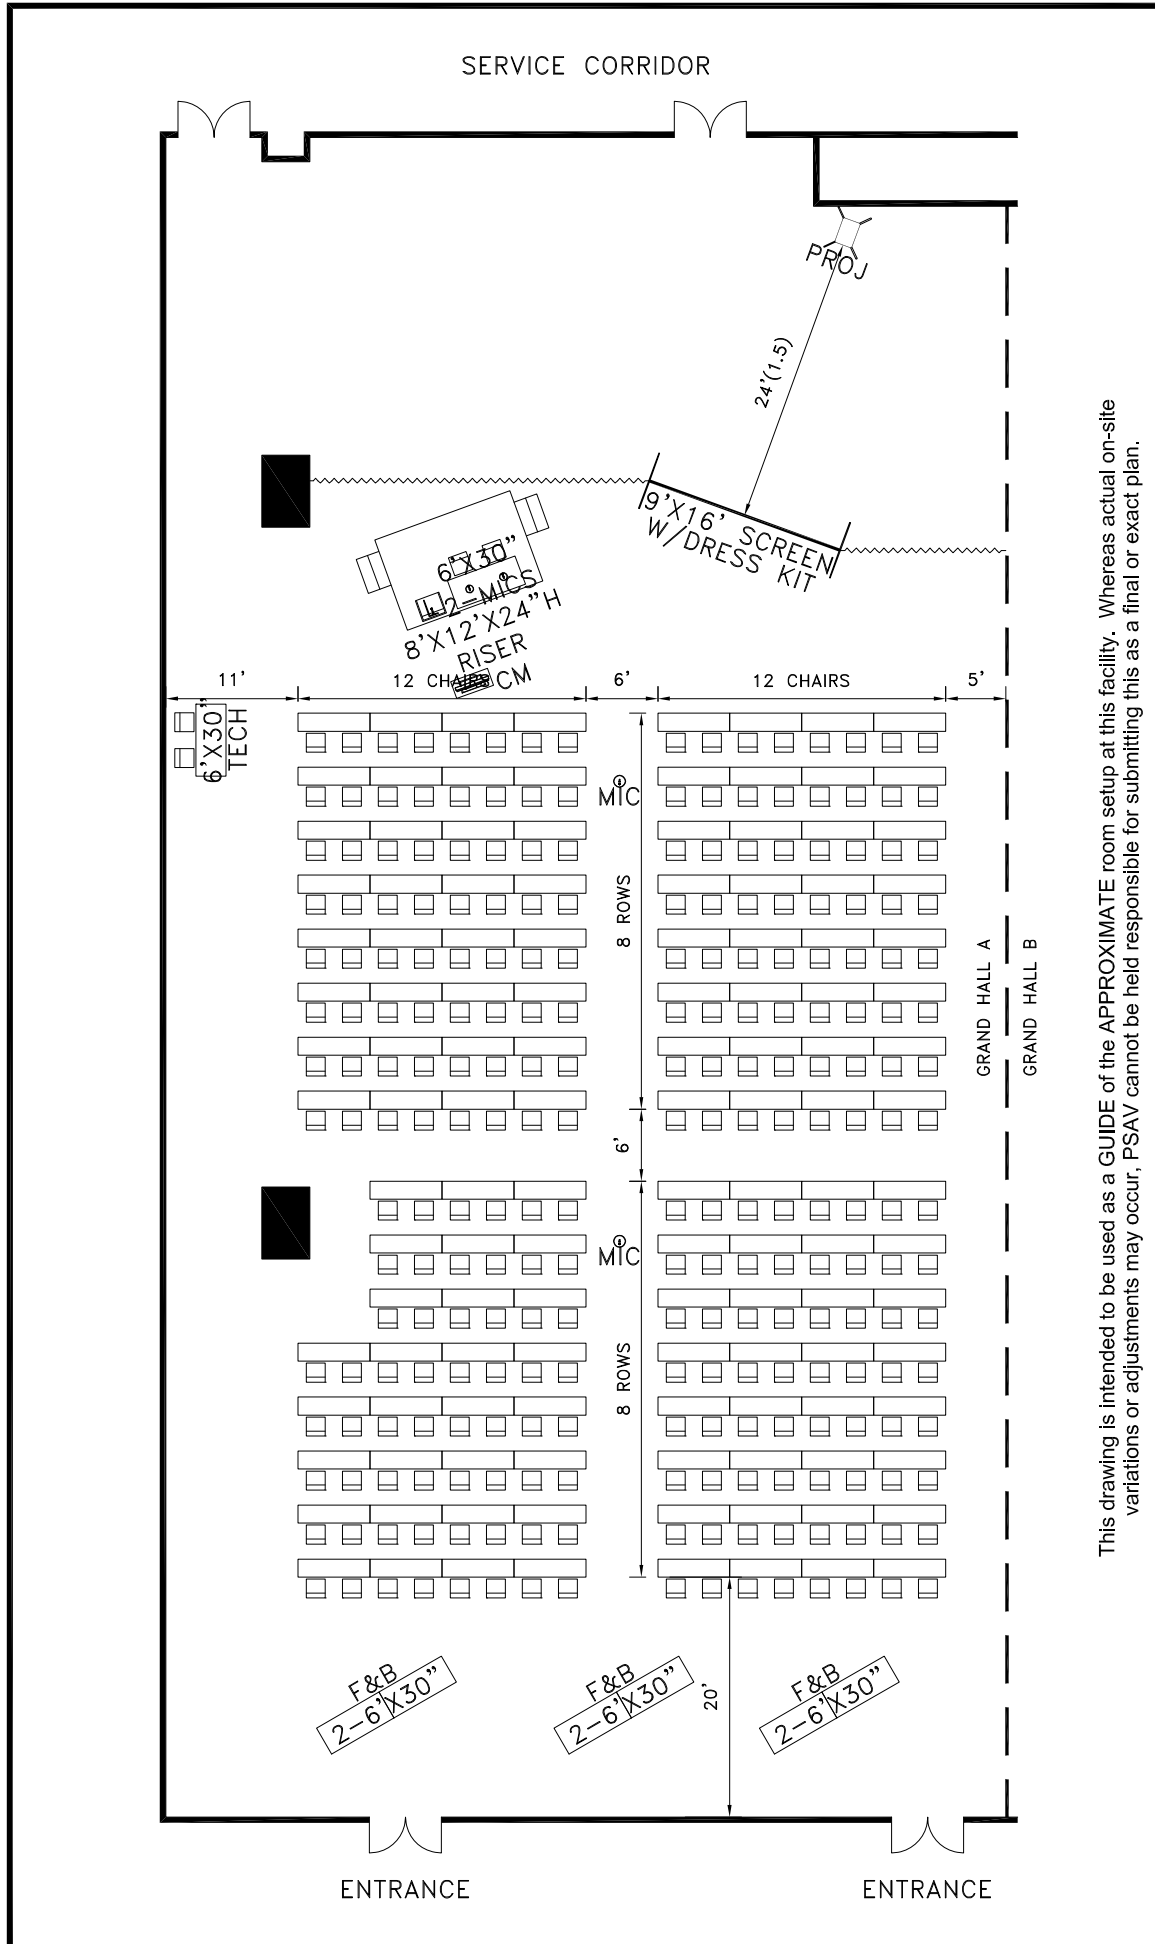 SERVICE CORRIDOR
PROJ
24'(1.5)
9'X16' SCREEN
W/DRESS KIT
6'X30"
2-MICS
8'X12'X24"H
RISER
CM
11'
12 CHAIRS
6'
12 CHAIRS
5'
6'X30"
TECH
MIC
8 ROWS
GRAND HALL A
GRAND HALL B
6'
MIC
8 ROWS
F&B
2-6'X30"
F&B
2-6'X30"
F&B
2-6'X30"
20'
ENTRANCE
ENTRANCE
This drawing is intended to be used as a GUIDE of the APPROXIMATE room setup at this facility. Whereas actual on-site
variations or adjustments may occur, PSAV cannot be held responsible for submitting this as a final or exact plan.